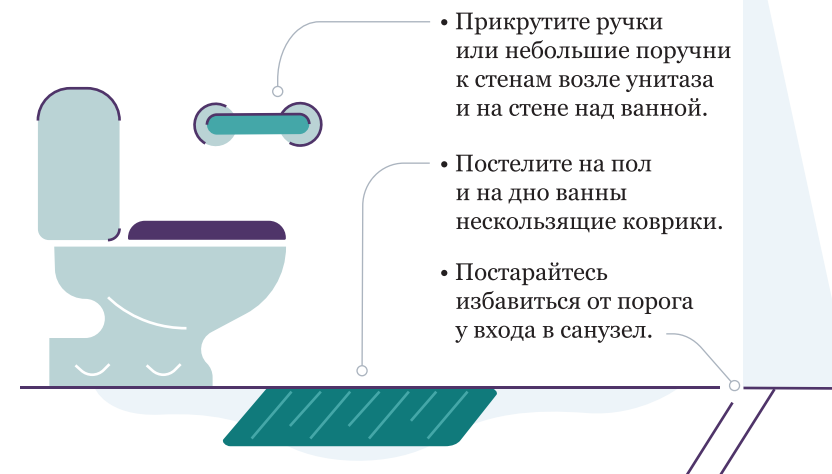 • Прикрутите ручки
или небольшие поручни
к стенам возле унитаза
и на стене над ванной.
• Постелите на пол
и на дно ванны
нескользящие коврики.
• Постарайтесь
избавиться от порога
у входа в санузел.